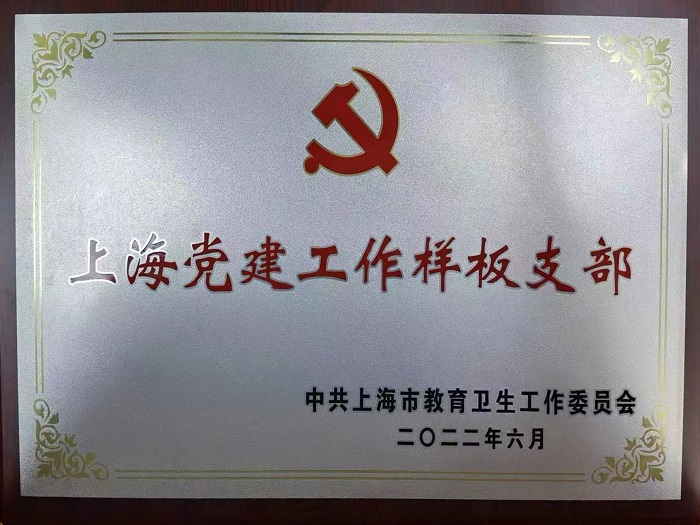 上海党建工作样板支部
中共上海市教育卫生工作委员会
二〇二二年六月